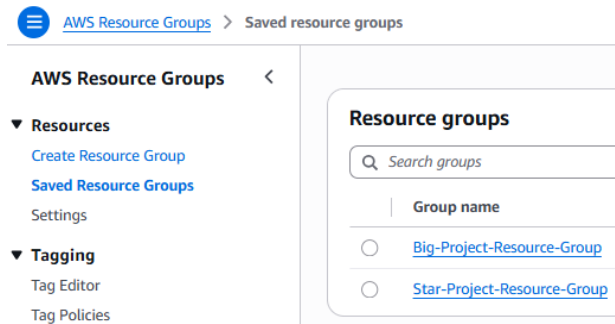 AWS Resource Groups > Saved resource groups
AWS Resource Groups
Resources
Create Resource Group
Saved Resource Groups
Settings
Tagging
Tag Editor
Tag Policies
Resource groups
Search groups
Group name
Big-Project-Resource-Group
Star-Project-Resource-Group